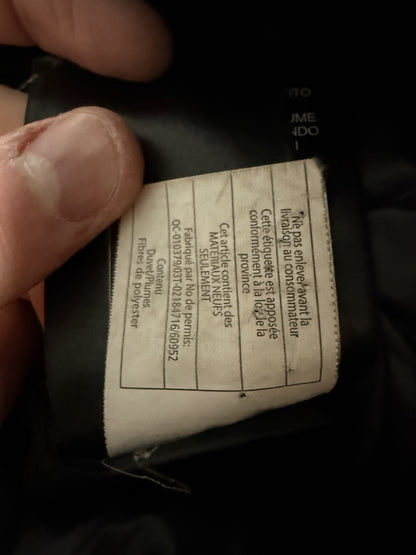 Ne pas enlever avant la
livraison au consommateur
Cette étiquette est apposée
conformément à la loi de la
province
Cet article contient des
MATÉRIAUX NEUFS
SEULEMENT
Fabriqué par No de permis:
QC-010379/03T-02184716/60952
Contenu
Duvet/Plumes
Fibres de polyester